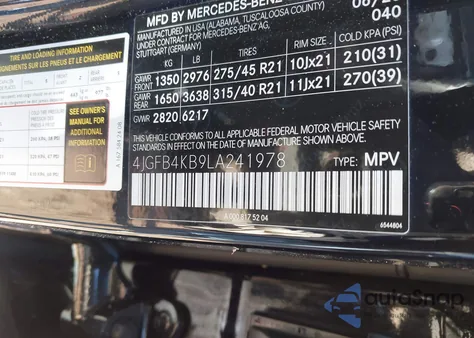 TIRE AND LOADING INFORMATION
MFD BY MERCEDES-BENZ
MANUFACTURED IN USA (ALABAMA, TUSCALOOSA COUNTY)
UNDER CONTRACT FOR MERCEDES-BENZ AG.
STUTTGART (GERMANY)
040
KG LB TIRES RIM SIZE COLD KPA (PSI)
GAWR FRONT 1350 2976 275/45 R21 10Jx21 210(31)
GAWR REAR 1650 3638 315/40 R21 11Jx21 270(39)
GVWR 2820 6217
THIS VEHICLE CONFORMS TO ALL APPLICABLE FEDERAL MOTOR VEHICLE SAFETY
STANDARDS IN EFFECT ON THE DATE OF MANUFACTURE SHOWN ABOVE.
4JGFB4KB9LA241978 TYPE: MPV
A 000 817 52 04
6544804
SEE OWNER'S
MANUAL FOR
ADDITIONAL
INFORMATION
autoSnap